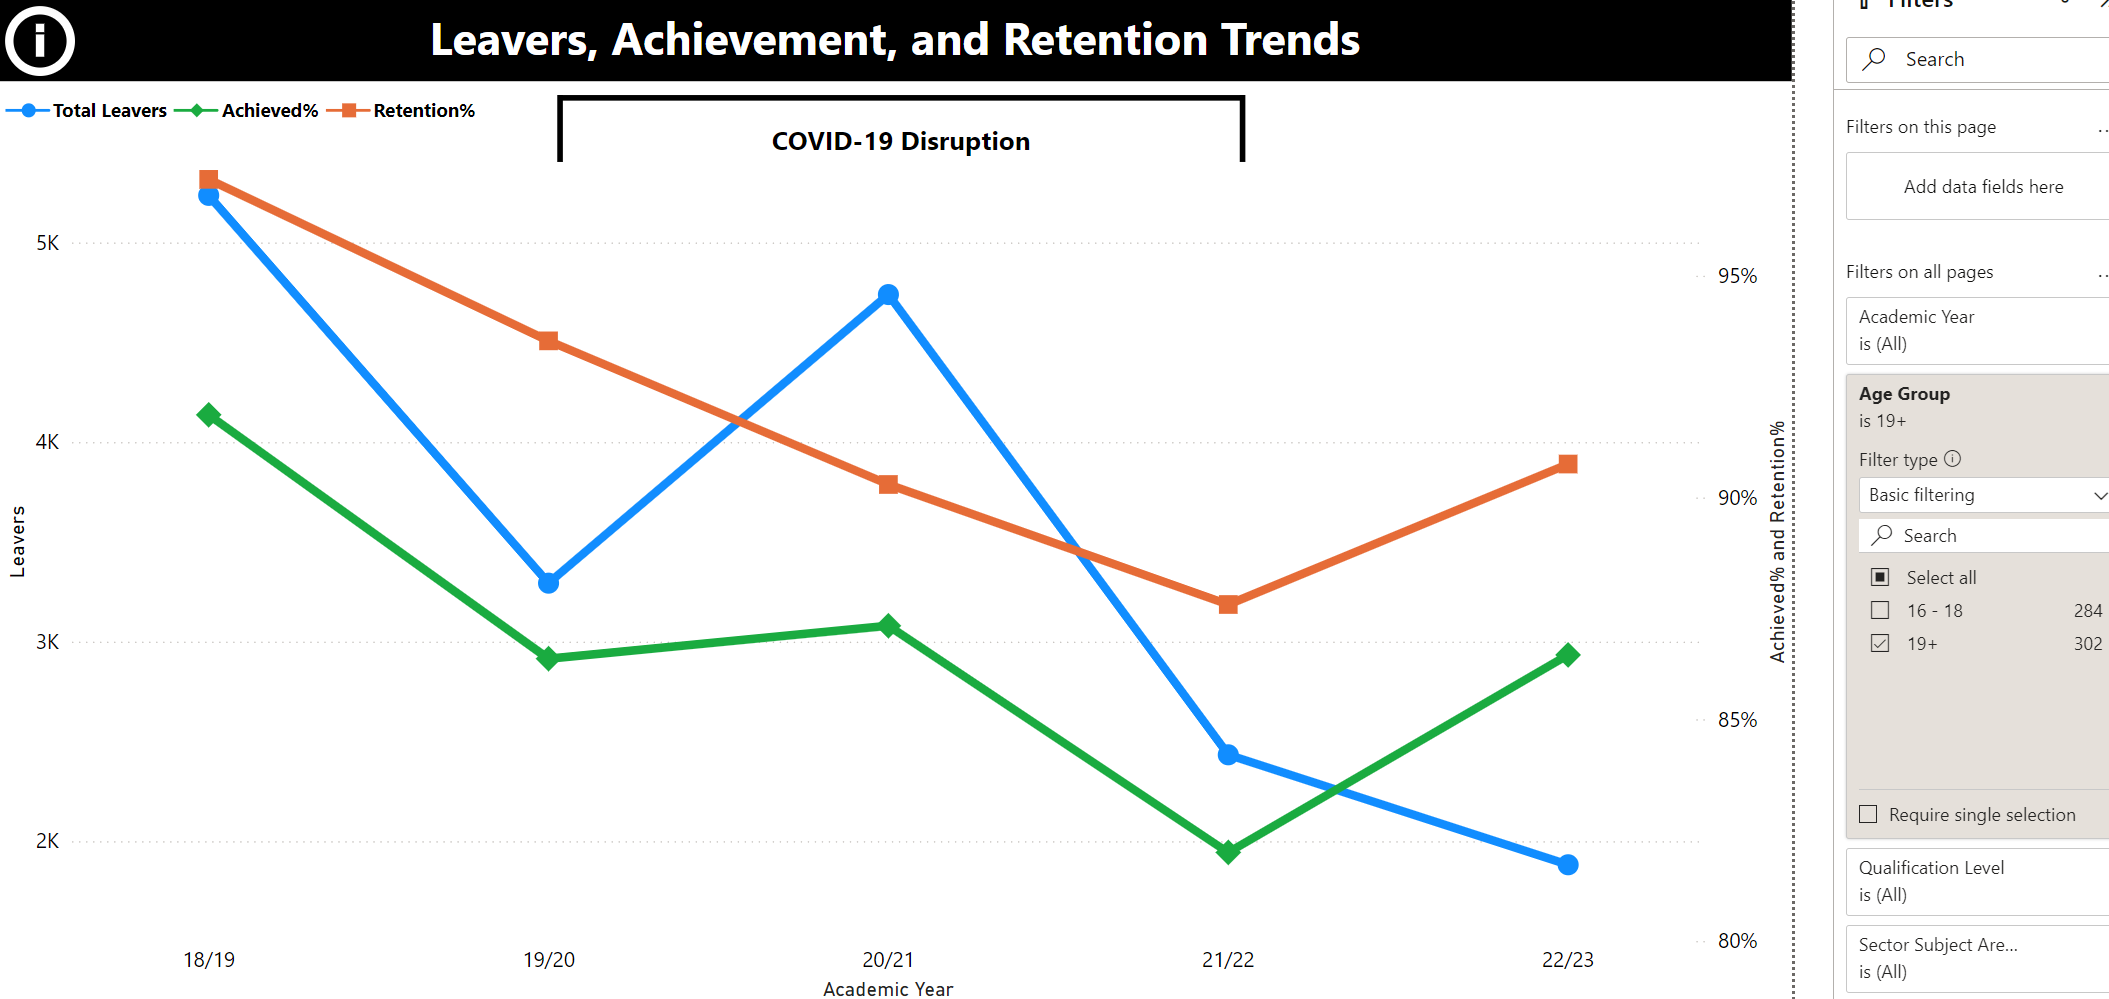 Leavers, Achievement, and Retention Trends
Total Leavers Achieved% Retention%
COVID-19 Disruption
5K
4K
3K
2K
Leavers
95%
90%
85%
80%
Achieved% and Retention%
18/19 19/20 20/21 21/22 22/23
Academic Year
Filters
Search
Filters on this page
Add data fields here
Filters on all pages
Academic Year
is (All)
Age Group
is 19+
Filter type
Basic filtering
Search
Select all
16 - 18 284
19+ 302
Require single selection
Qualification Level
is (All)
Sector Subject Are...
is (All)